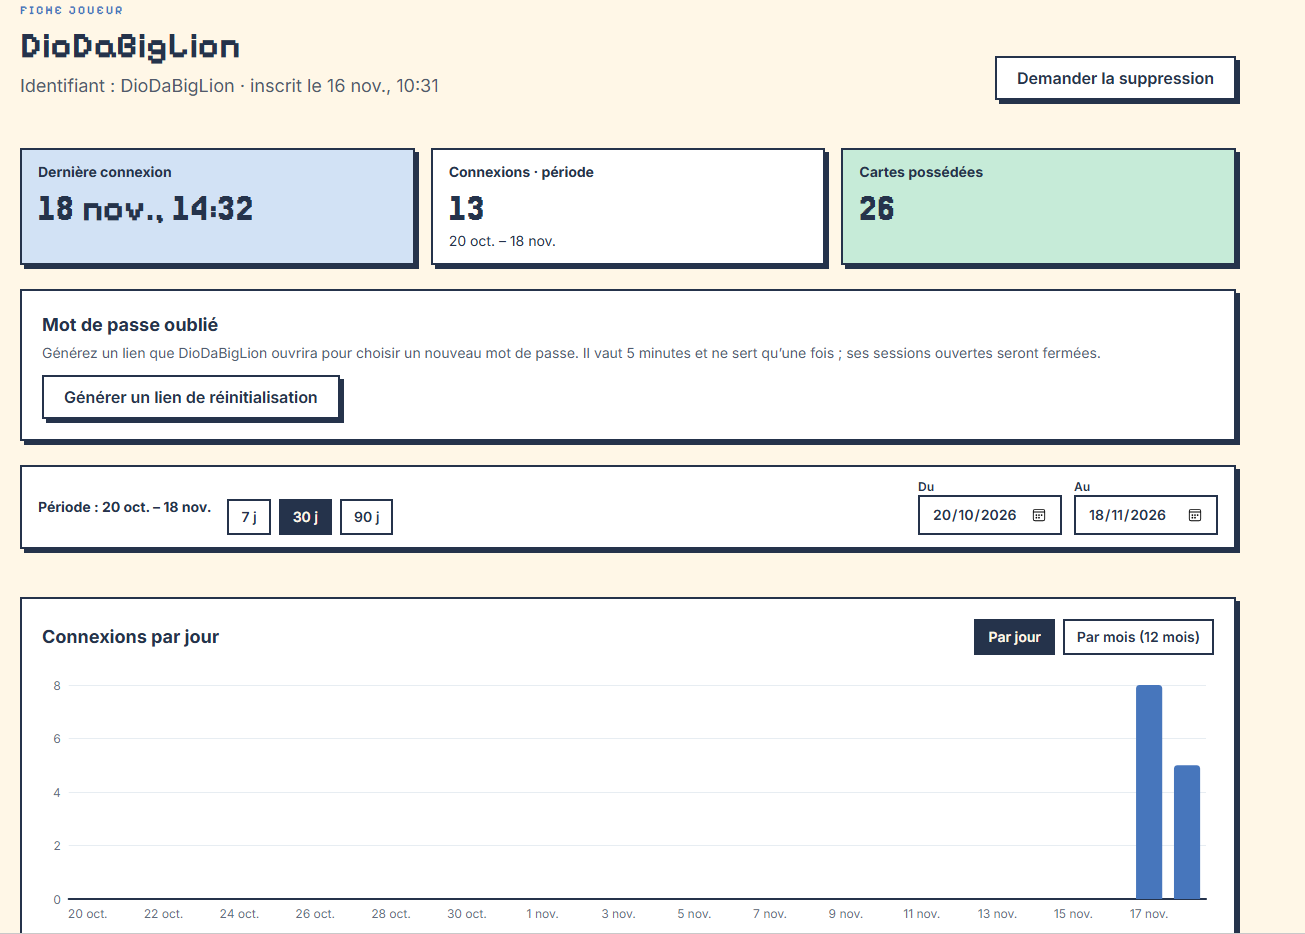 FICHE JOUEUR
DioDaBigLion
Identifiant : DioDaBigLion · inscrit le 16 nov., 10:31
Demander la suppression
Dernière connexion
18 nov., 14:32
Connexions · période
13
20 oct. – 18 nov.
Cartes possédées
26
Mot de passe oublié
Générez un lien que DioDaBigLion ouvrira pour choisir un nouveau mot de passe. Il vaut 5 minutes et ne sert qu'une fois ; ses sessions ouvertes seront fermées.
Générer un lien de réinitialisation
Période : 20 oct. – 18 nov.
7 j
30 j
90 j
Du
20/10/2026
Au
18/11/2026
Connexions par jour
Par jour
Par mois (12 mois)
8
6
4
2
0
20 oct. 22 oct. 24 oct. 26 oct. 28 oct. 30 oct. 1 nov. 3 nov. 5 nov. 7 nov. 9 nov. 11 nov. 13 nov. 15 nov. 17 nov.